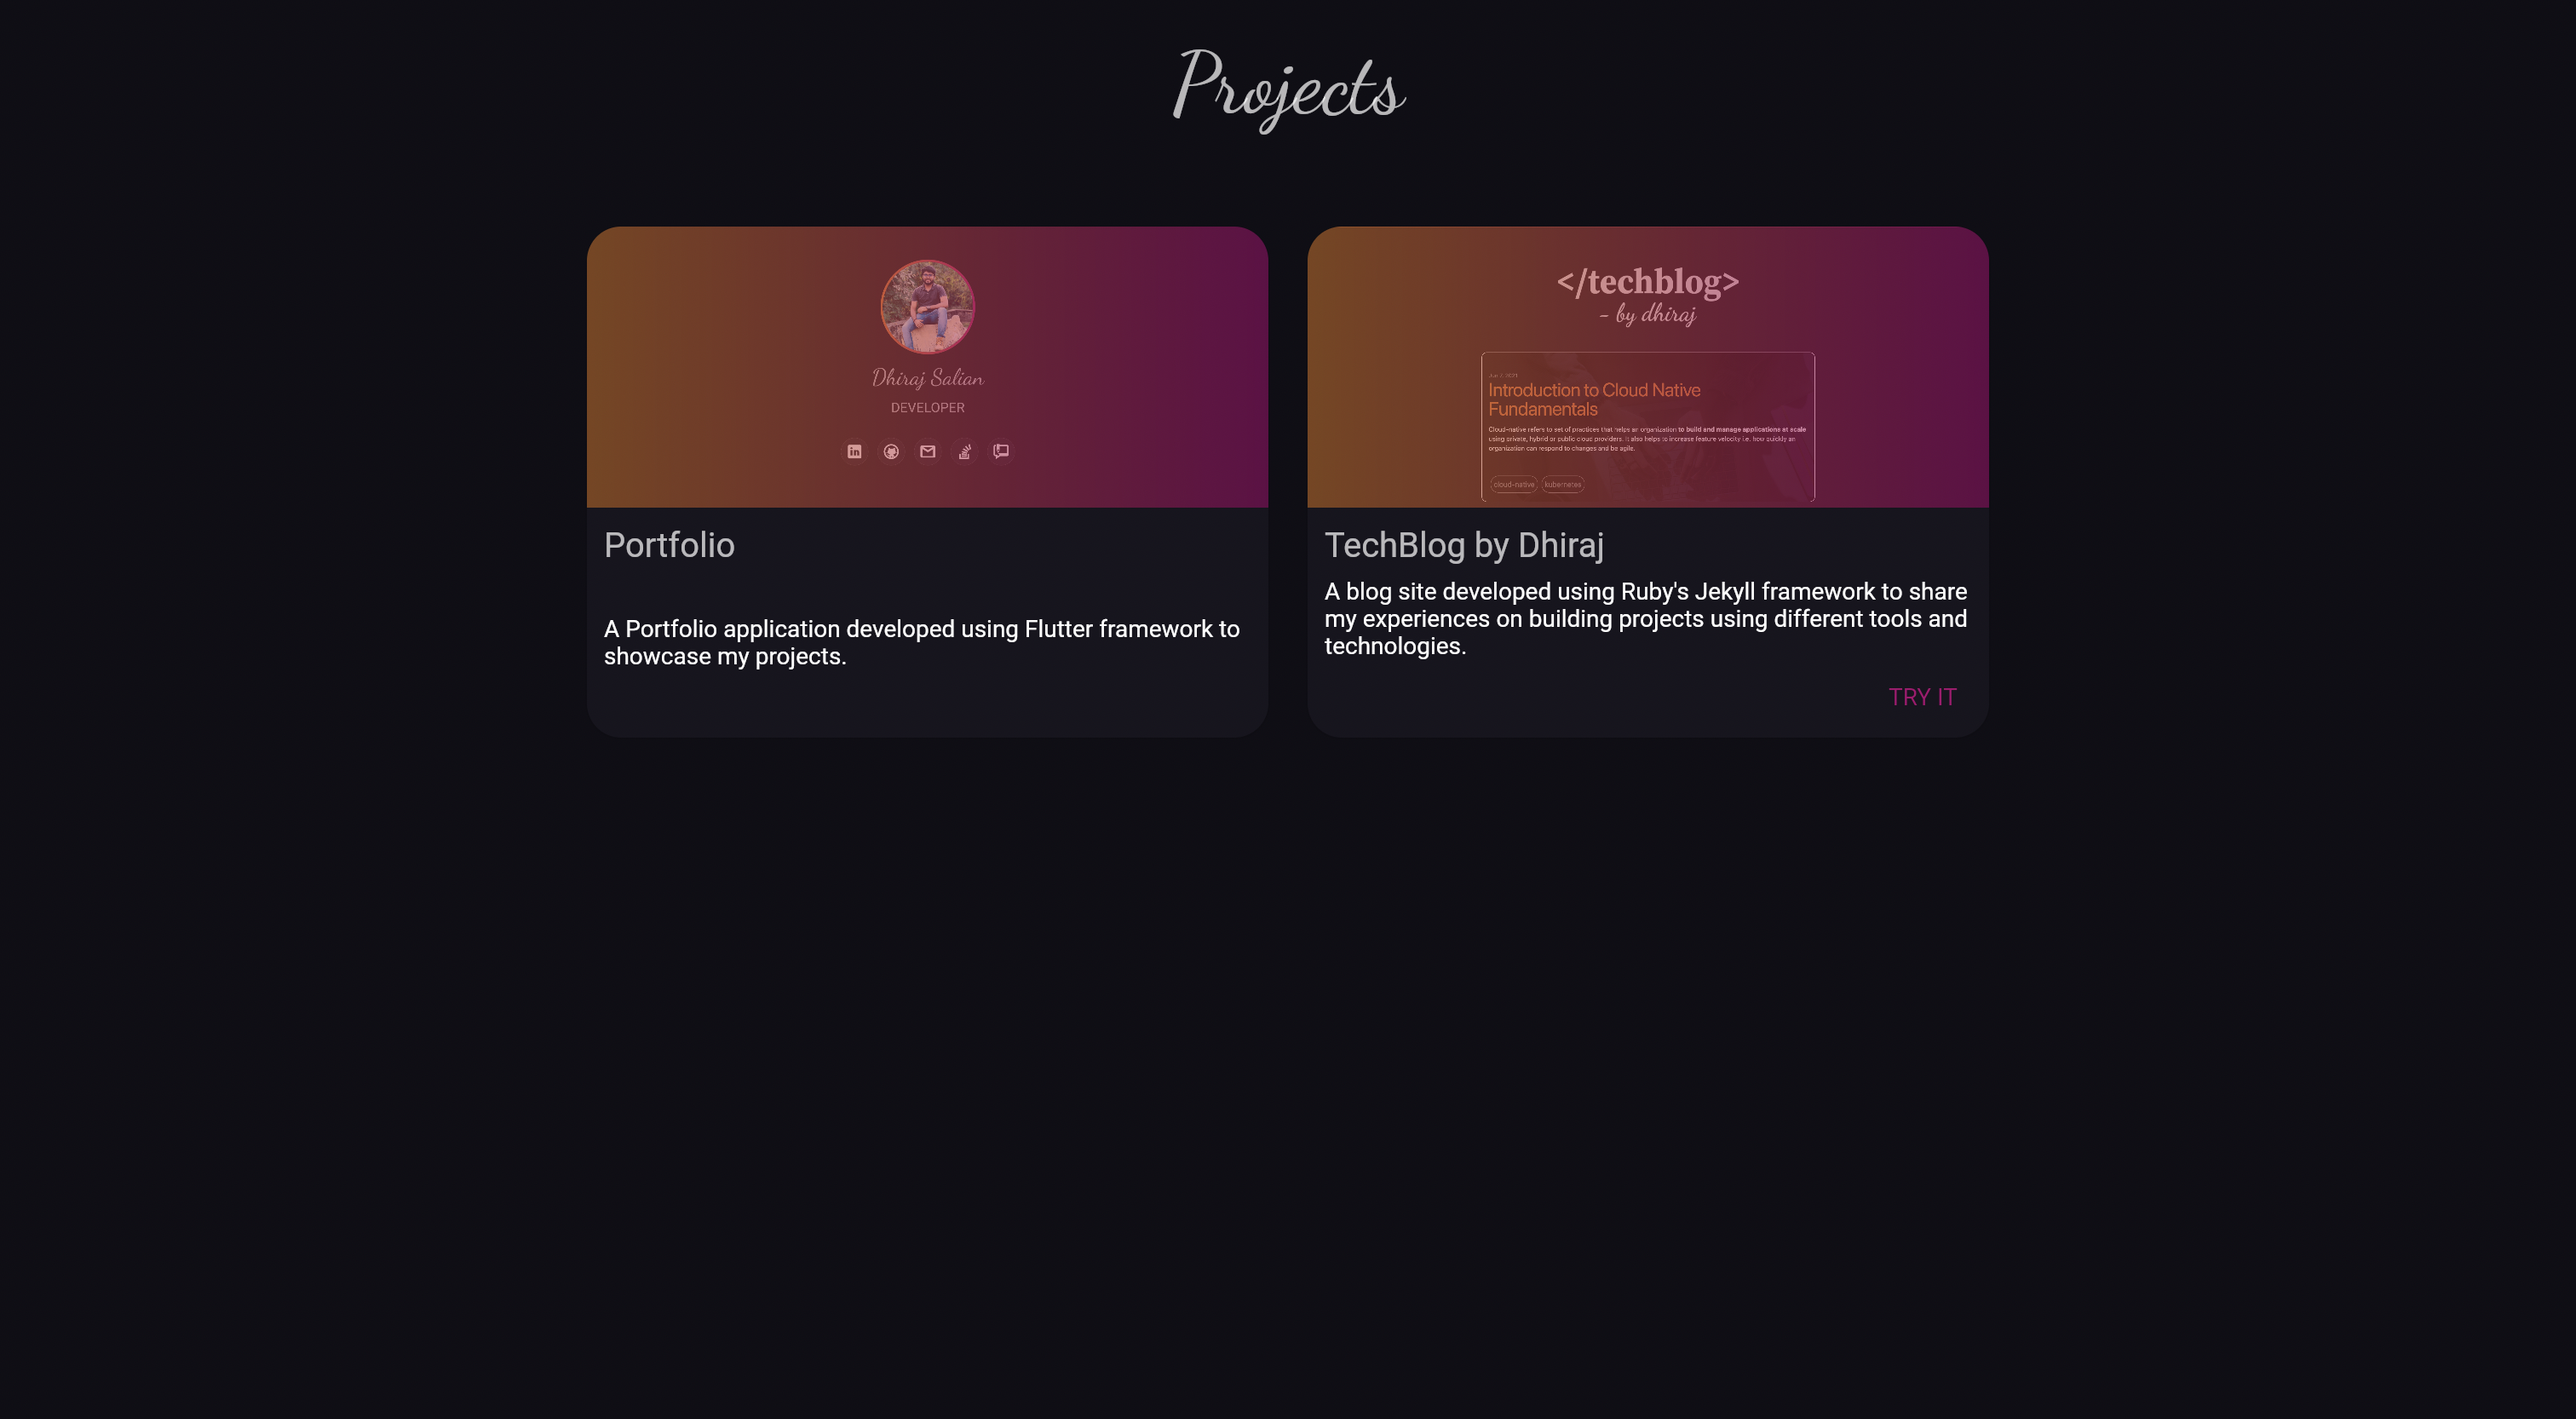 Projects
Dhiraj Salian
DEVELOPER
Portfolio
A Portfolio application developed using Flutter framework to
showcase my projects.
</techblog>
- by dhiraj
Introduction to Cloud Native
Fundamentals
Cloud-native refers to set of practices that helps an organization to build and manage applications at scale
using private, hybrid or public cloud providers. It also helps to increase feature velocity i.e. how quickly an
organization can respond to changes and be agile.
cloud-native kubernetes
TechBlog by Dhiraj
A blog site developed using Ruby's Jekyll framework to share
my experiences on building projects using different tools and
technologies.
TRY IT